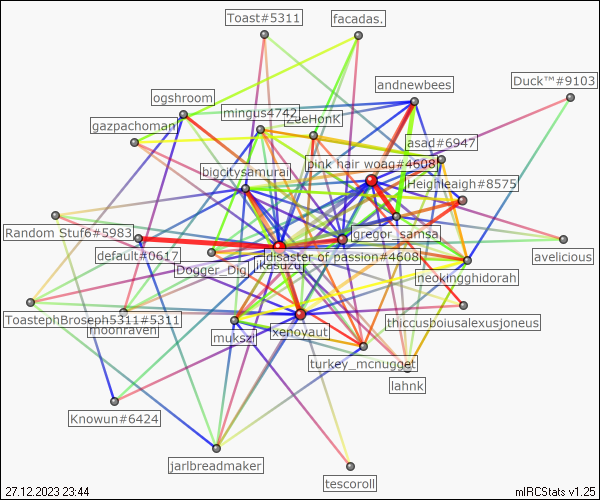 Toast#5311
facadas.
andnewbees
Duck™#9103
ogshroom
mingus4742
ZeeHonK
gazpachoman
asad#6947
pink hair woag#4608
bigcitysamurai
Heighleaigh#8575
Random Stuf6#5983
gregor_samsa
default#0617
disaster of passion#4608
avelicious
Dogger_Dig
ikasuzu
neokingghidorah
ToastephBroseph5311#5311
thiccusboiusalexusjoneus
moonraven
mukszi
xenoyaut
turkey_mcnugget
lahnk
Knowun#6424
jarlbreadmaker
tescoroll
27.12.2023 23:44
mIRCStats v1.25